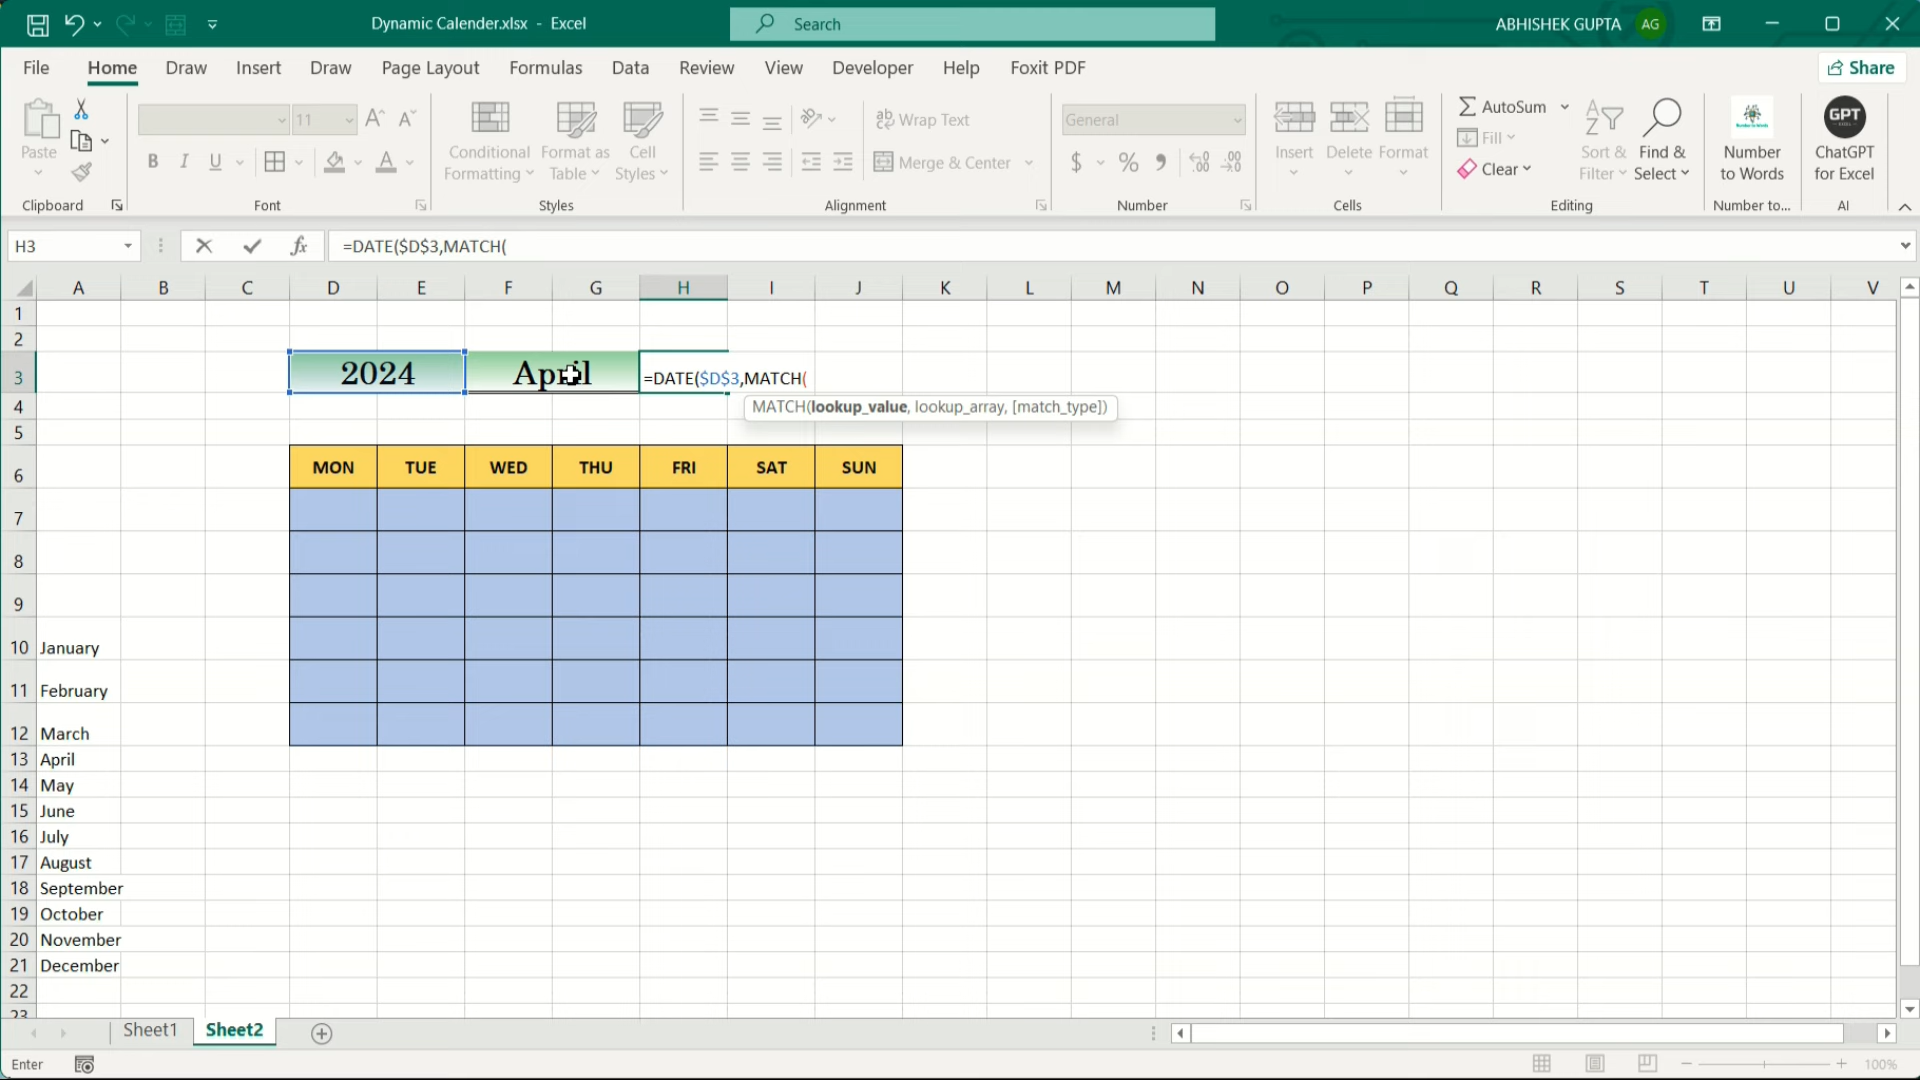 Dynamic Calender.xlsx - Excel
Search
ABHISHEK GUPTA AG
File Home Draw Insert Draw Page Layout Formulas Data Review View Developer Help Foxit PDF Share
Paste
Clipboard
11
B I U
Font
Conditional Formatting
Format as Table
Cell Styles
Styles
ab Wrap Text
Merge & Center
Alignment
General
$ % 9
Number
Insert Delete Format
Cells
AutoSum
Fill
Clear
Sort & Filter
Find & Select
Editing
Number to Words
Number to...
GPT
ChatGPT for Excel
AI
H3 fx =DATE($D$3,MATCH(
A B C D E F G H I J K L M N O P Q R S T U V
1
2
3 2024 April =DATE($D$3,MATCH(
MATCH(lookup_value, lookup_array, [match_type])
4
5
6 MON TUE WED THU FRI SAT SUN
7
8
9
10 January
11 February
12 March
13 April
14 May
15 June
16 July
17 August
18 September
19 October
20 November
21 December
22
23
Sheet1 Sheet2
Enter 100%